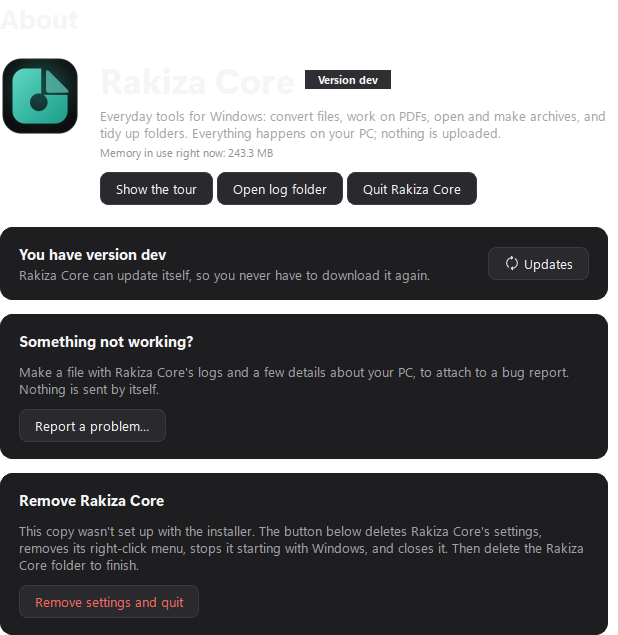 About
Rakiza Core
Version dev
Everyday tools for Windows: convert files, work on PDFs, open and make archives, and
tidy up folders. Everything happens on your PC; nothing is uploaded.
Memory in use right now: 243.3 MB
Show the tour
Open log folder
Quit Rakiza Core
You have version dev
Rakiza Core can update itself, so you never have to download it again.
Updates
Something not working?
Make a file with Rakiza Core's logs and a few details about your PC, to attach to a bug report.
Nothing is sent by itself.
Report a problem...
Remove Rakiza Core
This copy wasn't set up with the installer. The button below deletes Rakiza Core's settings,
removes its right-click menu, stops it starting with Windows, and closes it. Then delete the Rakiza
Core folder to finish.
Remove settings and quit